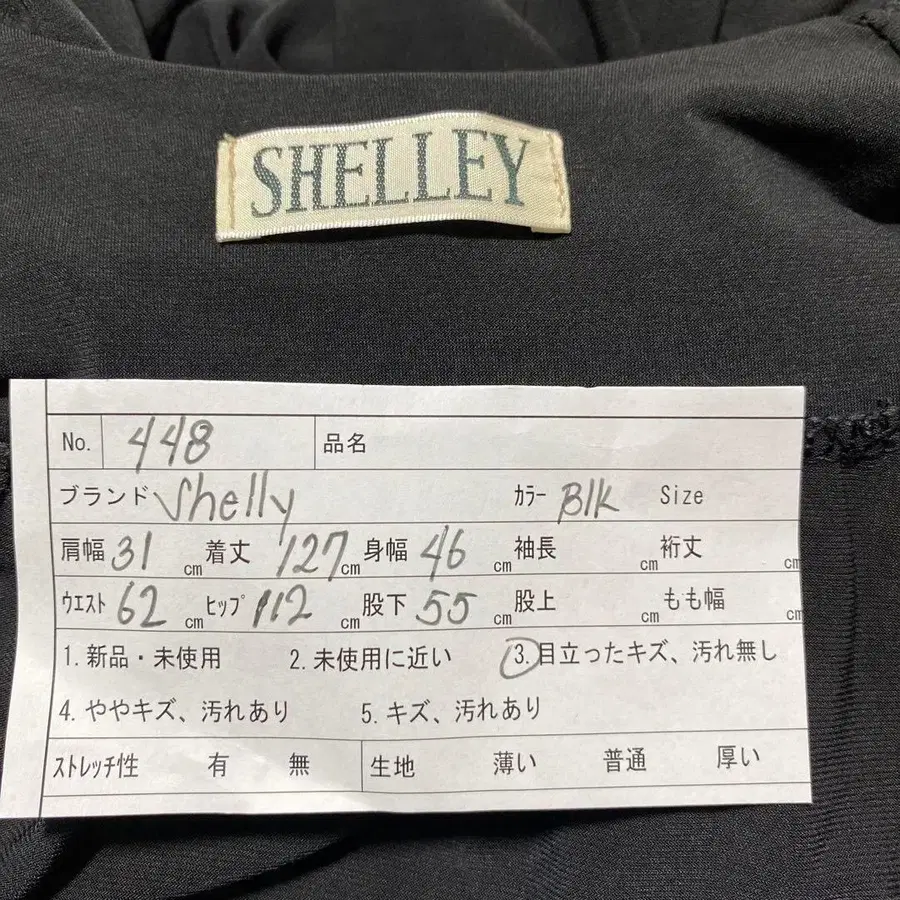 SHELLEY
No. 448 品名
ブランド Shelly カラー Blk Size
肩幅 31 cm 着丈 127 cm 身幅 46 cm 袖長 cm 裄丈 cm
ウエスト 62 cm ヒップ 112 cm 股下 55 cm 股上 cm もも幅 cm
1. 新品・未使用 2. 未使用に近い 3. 目立ったキズ、汚れ無し
4. ややキズ、汚れあり 5. キズ、汚れあり
ストレッチ性 有 無 生地 薄い 普通 厚い